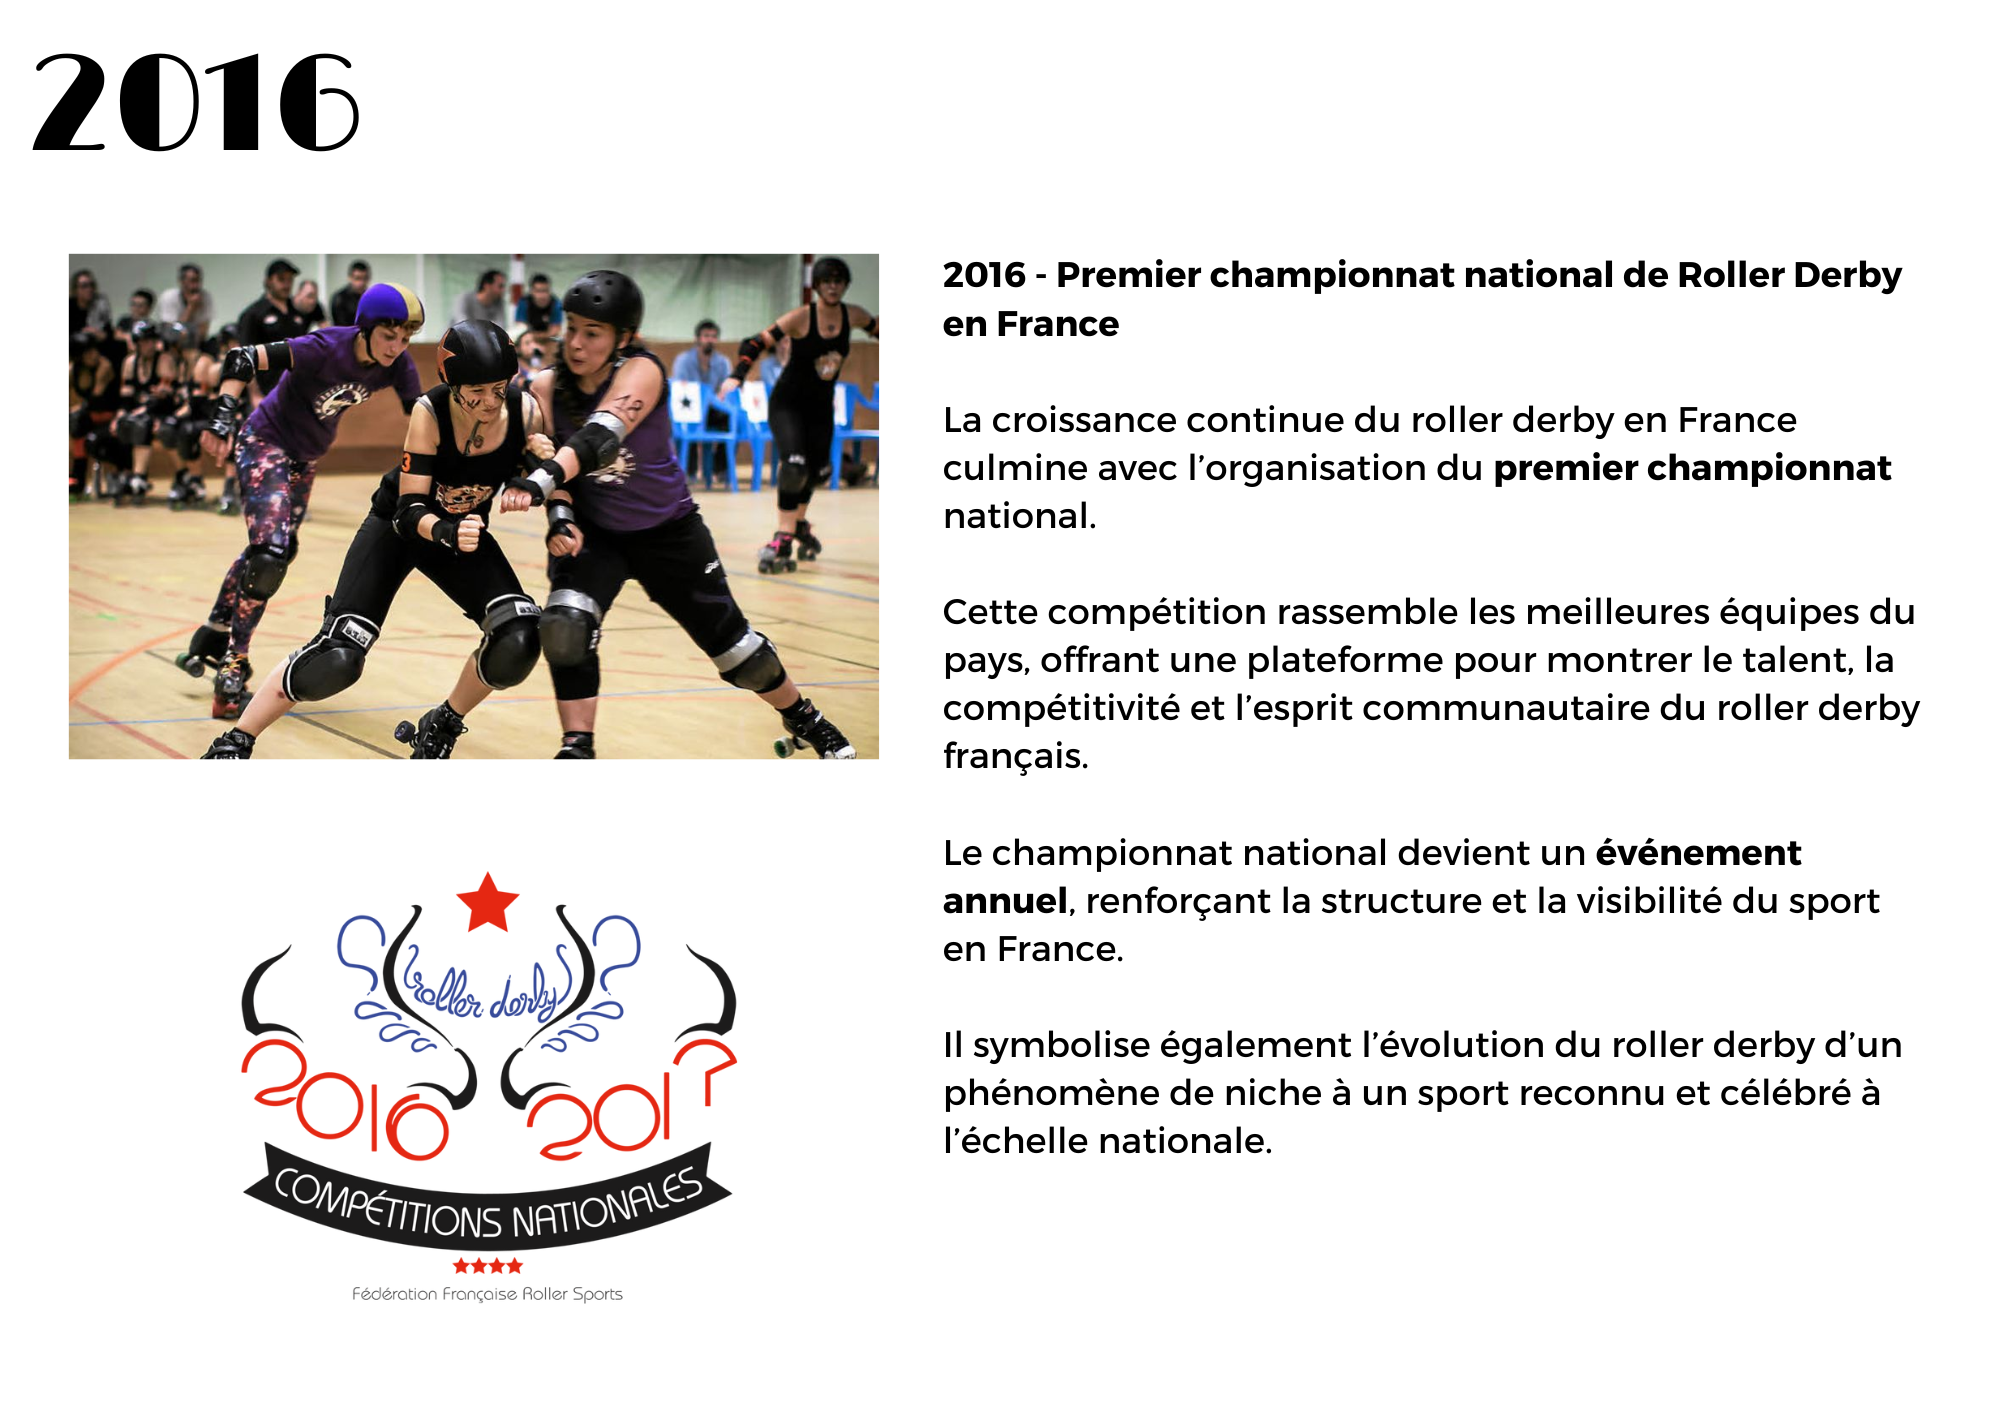 2016
2016 - Premier championnat national de Roller Derby
en France
La croissance continue du roller derby en France
culmine avec l’organisation du premier championnat
national.
Cette compétition rassemble les meilleures équipes du
pays, offrant une plateforme pour montrer le talent, la
compétitivité et l’esprit communautaire du roller derby
français.
Le championnat national devient un événement
annuel, renforçant la structure et la visibilité du sport
en France.
Il symbolise également l’évolution du roller derby d’un
phénomène de niche à un sport reconnu et célébré à
l’échelle nationale.
roller derby
2016 2017
COMPÉTITIONS NATIONALES
Fédération Française Roller Sports